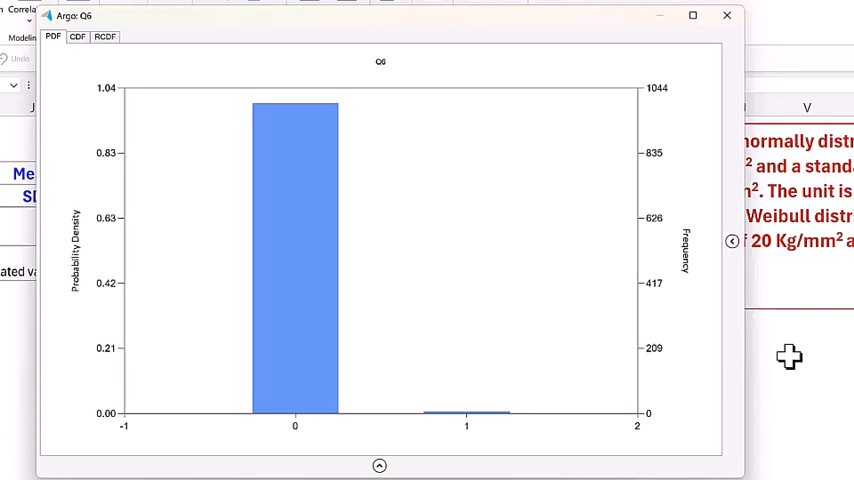 Correla
Modelin
Argo: Q6
Undo
PDF CDF RCDF
J
V
Q6
1.04
0.83
0.63
0.42
0.21
0.00
Probability Density
-1 0 1 2
1044
835
626
417
209
0
Frequency
Me
SD
ated va
normally distr
² and a standa
n². The unit is
Weibull distr
f 20 Kg/mm² a